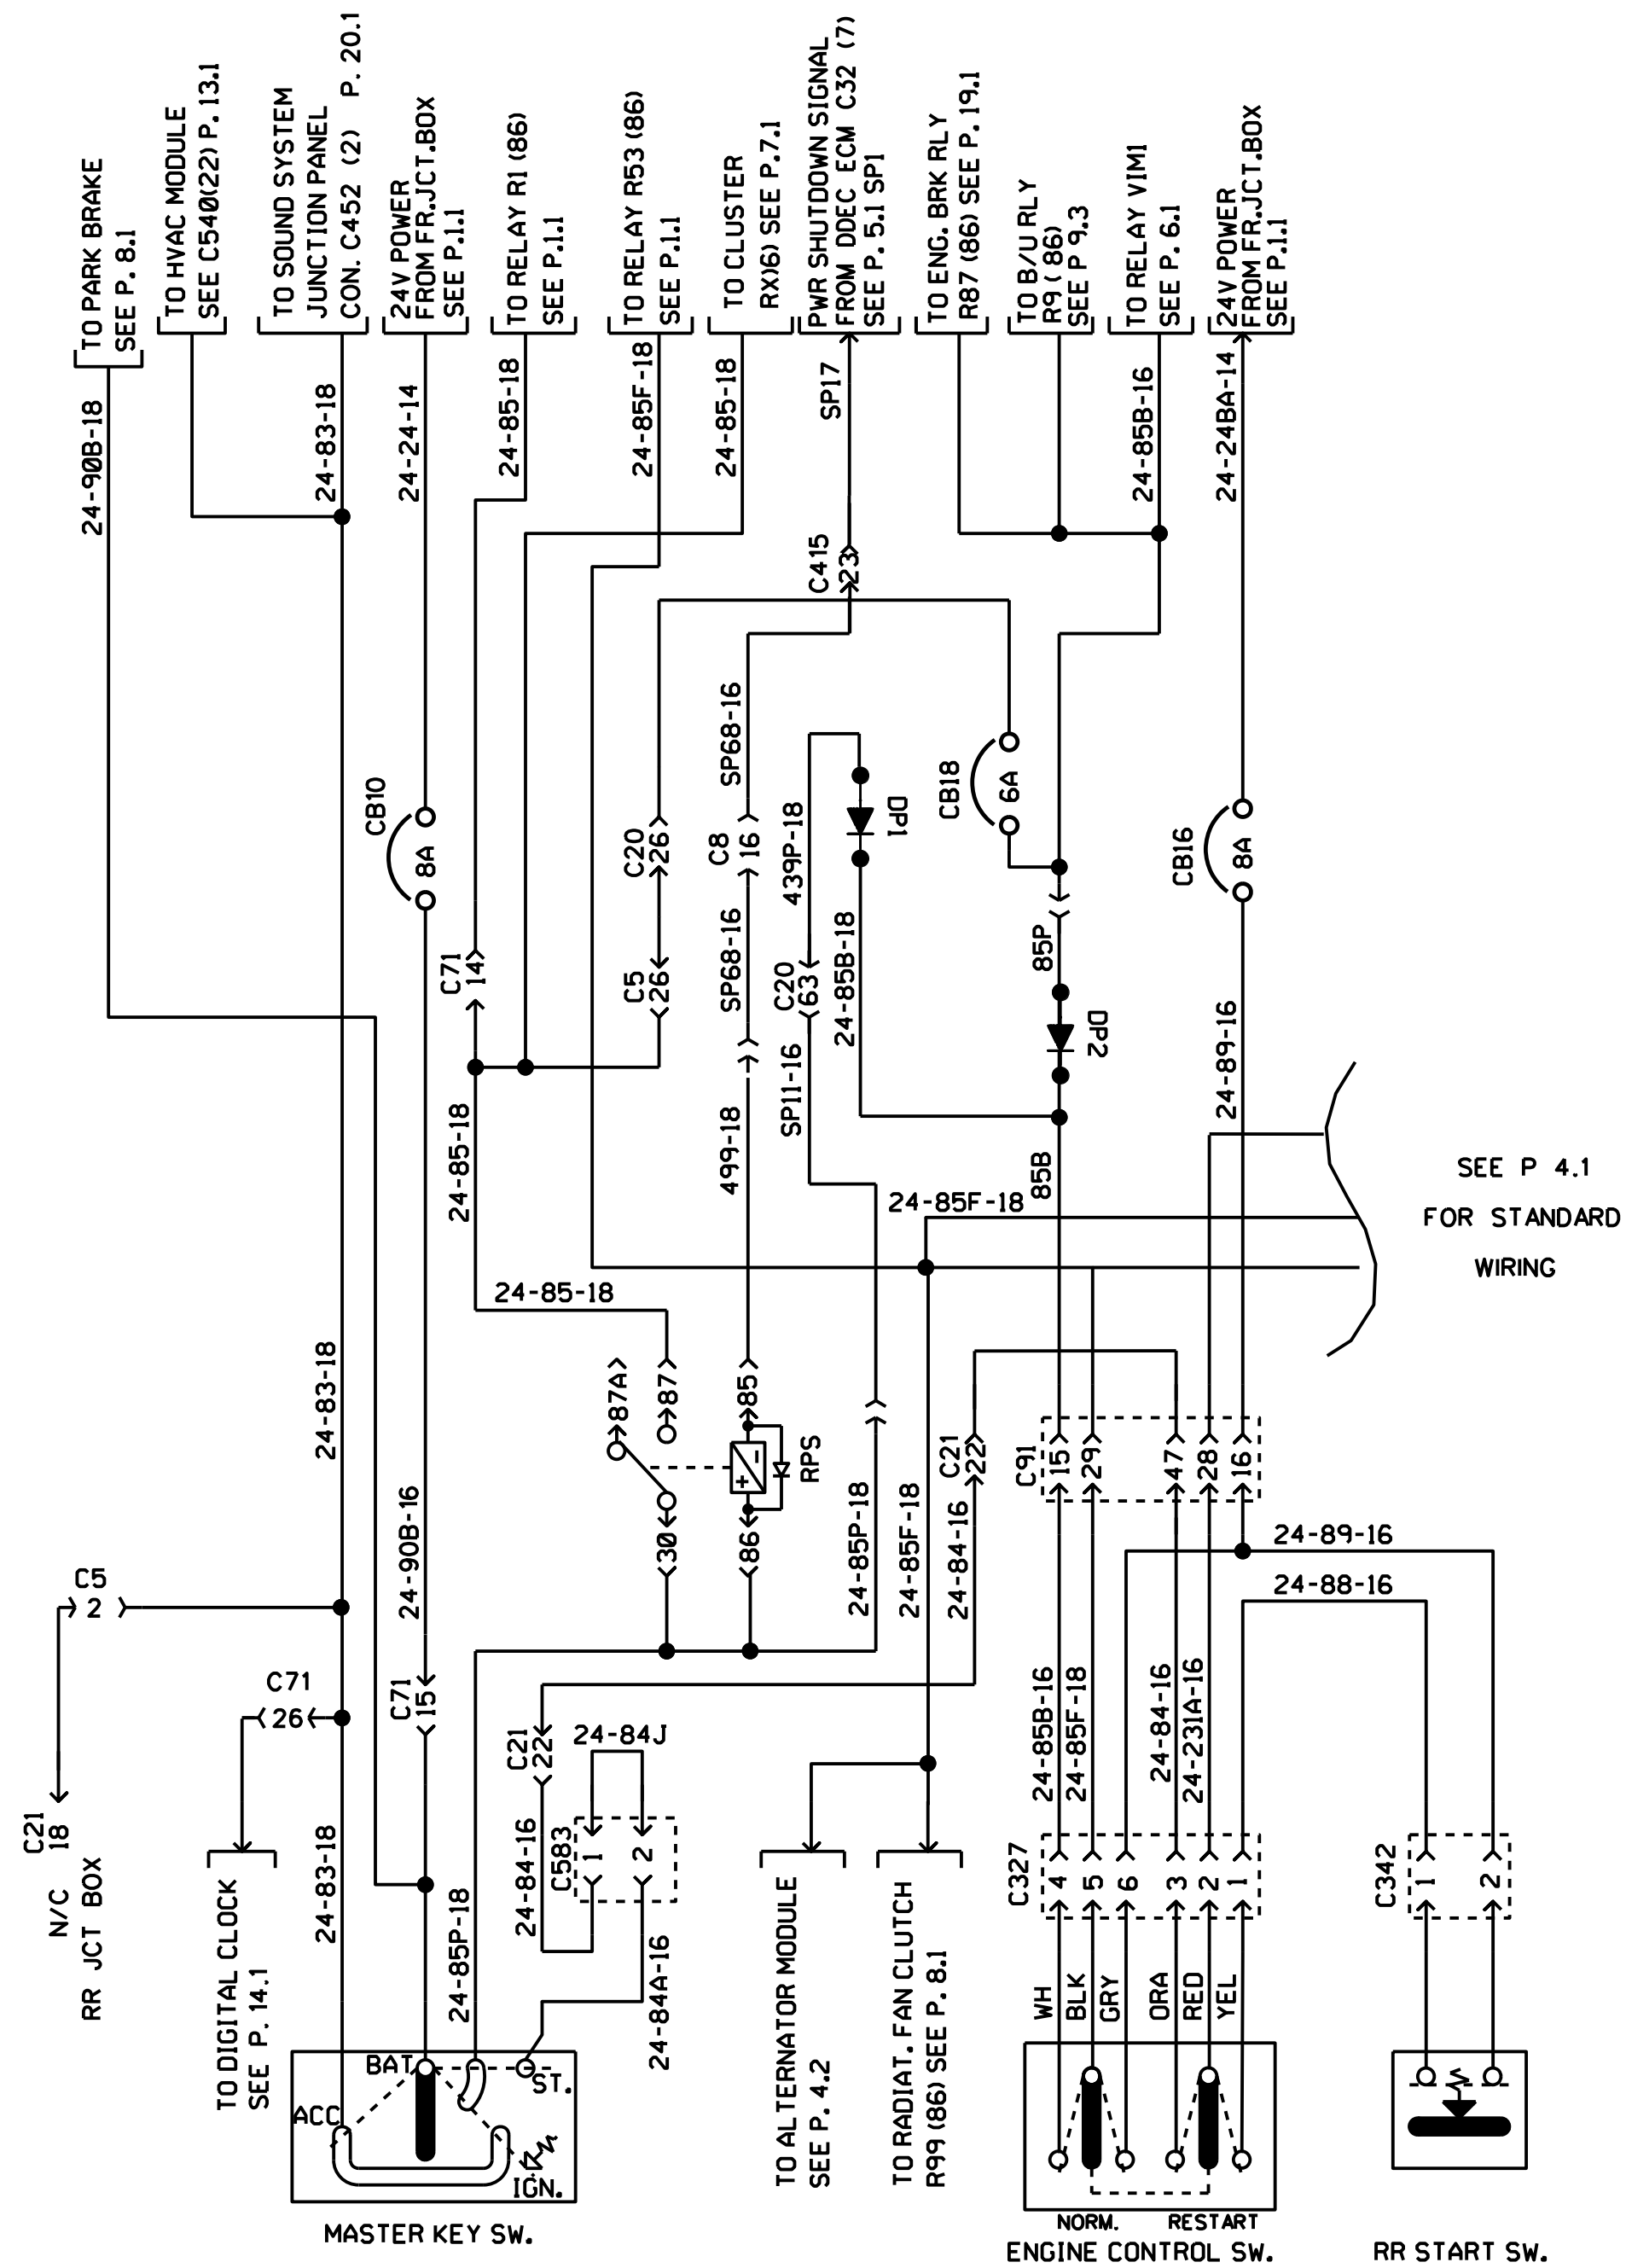 TO PARK BRAKE
SEE P. 8.1
TO HVAC MODULE
SEE C540(22) P. 13.1
TO SOUND SYSTEM
JUNCTION PANEL
CON. C452 (2) P. 20.1
24V POWER
FROM FR.JCT.BOX
SEE P.1.1
TO RELAY R1 (86)
SEE P.1.1
TO RELAY R53 (86)
SEE P.1.1
TO CLUSTER
RX)6) SEE P.7.1
PWR SHUTDOWN SIGNAL
FROM DDEC ECM C32 (7)
SEE P. 5.1 SP1
TO ENG. BRK RLY
R87 (86) SEE P. 19.1
TO B/U RLY
R9 (86)
SEE P 9.3
TO RELAY VIM1
SEE P. 6.1
24V POWER
FROM FR.JCT.BOX
SEE P.1.1
24-90B-18
24-83-18
24-24-14
24-85-18
24-85F-18
24-85-18
SP17
24-85B-16
24-24BA-14
C415
23
SP68-16
CB10
8A
C20
26
C8
16
439P-18
DP1
CB18
6A
CB16
8A
C71
14
C5
26
SP68-16
C20
63
24-85B-18
85P
DP2
24-89-16
24-85-18
499-18
SP11-16
85B
24-85F-18
SEE P 4.1
FOR STANDARD
WIRING
24-85-18
24-83-18
87A
87
85
30
86
RPS
24-90B-16
24-85P-18
24-85F-18
C21
22
24-84-16
C91
15
29
47
28
16
24-89-16
24-88-16
C5
2
C71
26
C71
15
C21
22
24-84J
24-85B-16
24-85F-18
24-84-16
24-231A-16
C21
18
N/C
RR JCT BOX
TO DIGITAL CLOCK
SEE P. 14.1
24-83-18
24-85P-18
24-84-16
C583
1
2
24-84A-16
TO ALTERNATOR MODULE
SEE P. 4.2
TO RADIAT. FAN CLUTCH
R99 (86) SEE P. 8.1
C327
4
5
6
3
2
1
C342
1
2
WH
BLK
GRY
ORA
RED
YEL
BAT
ST.
ACC
IGN.
MASTER KEY SW.
NORM.
RESTART
ENGINE CONTROL SW.
RR START SW.